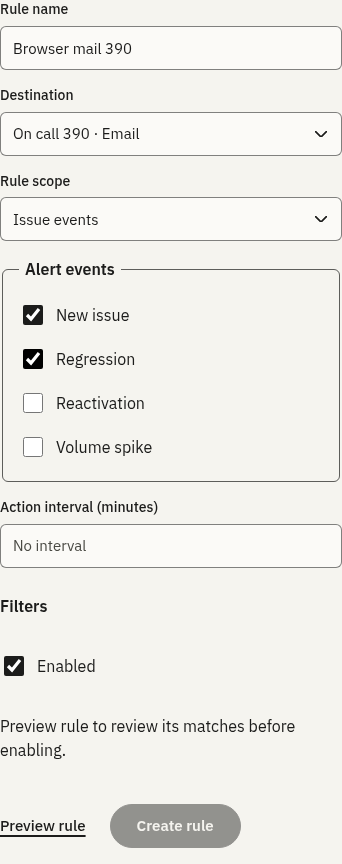 Rule name
Browser mail 390
Destination
On call 390 · Email
Rule scope
Issue events
Alert events
New issue
Regression
Reactivation
Volume spike
Action interval (minutes)
No interval
Filters
Enabled
Preview rule to review its matches before
enabling.
Preview rule
Create rule